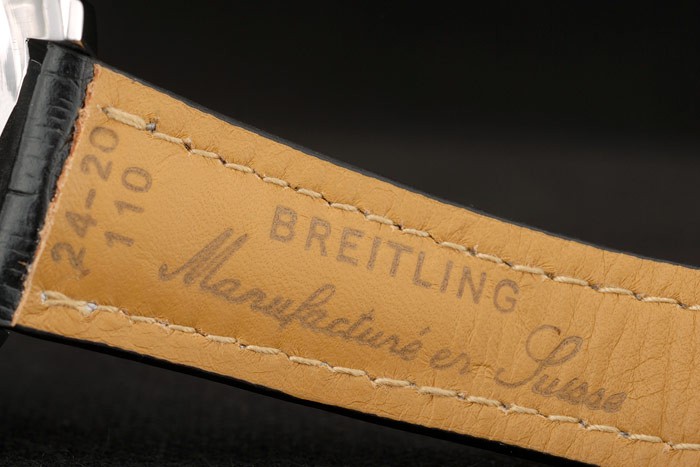 24-20
110
BREITLING
Manufacturé en Suisse